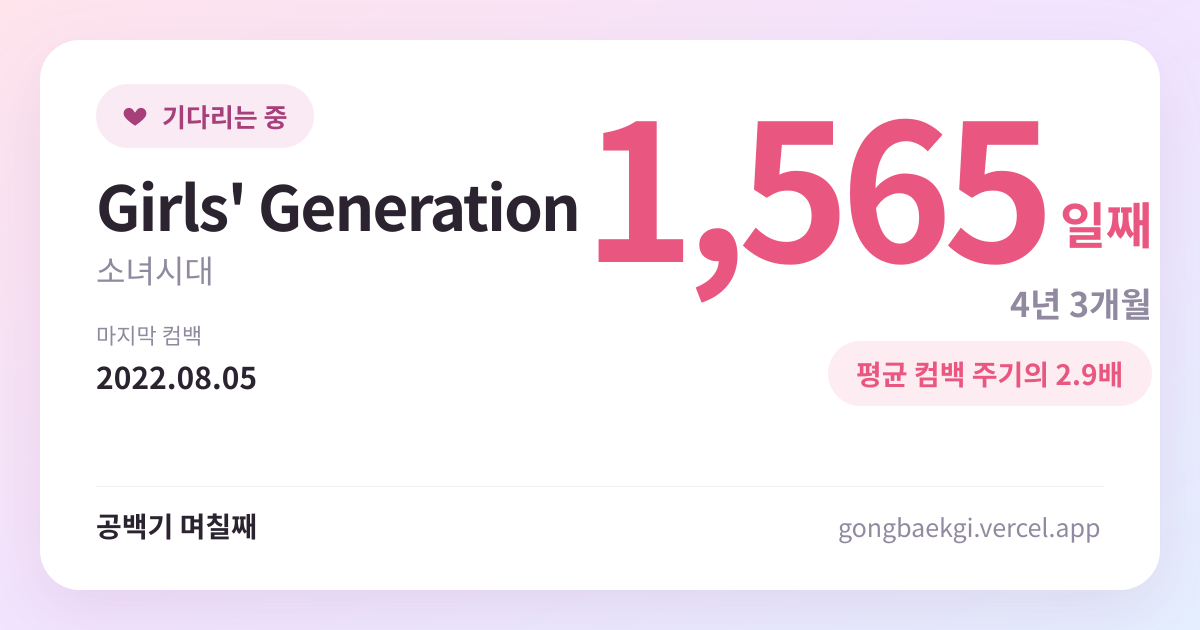 기다리는 중
Girls' Generation
소녀시대
마지막 컴백
2022.08.05
1,565 일째
4년 3개월
평균 컴백 주기의 2.9배
공백기 며칠째
gongbaekgi.vercel.app